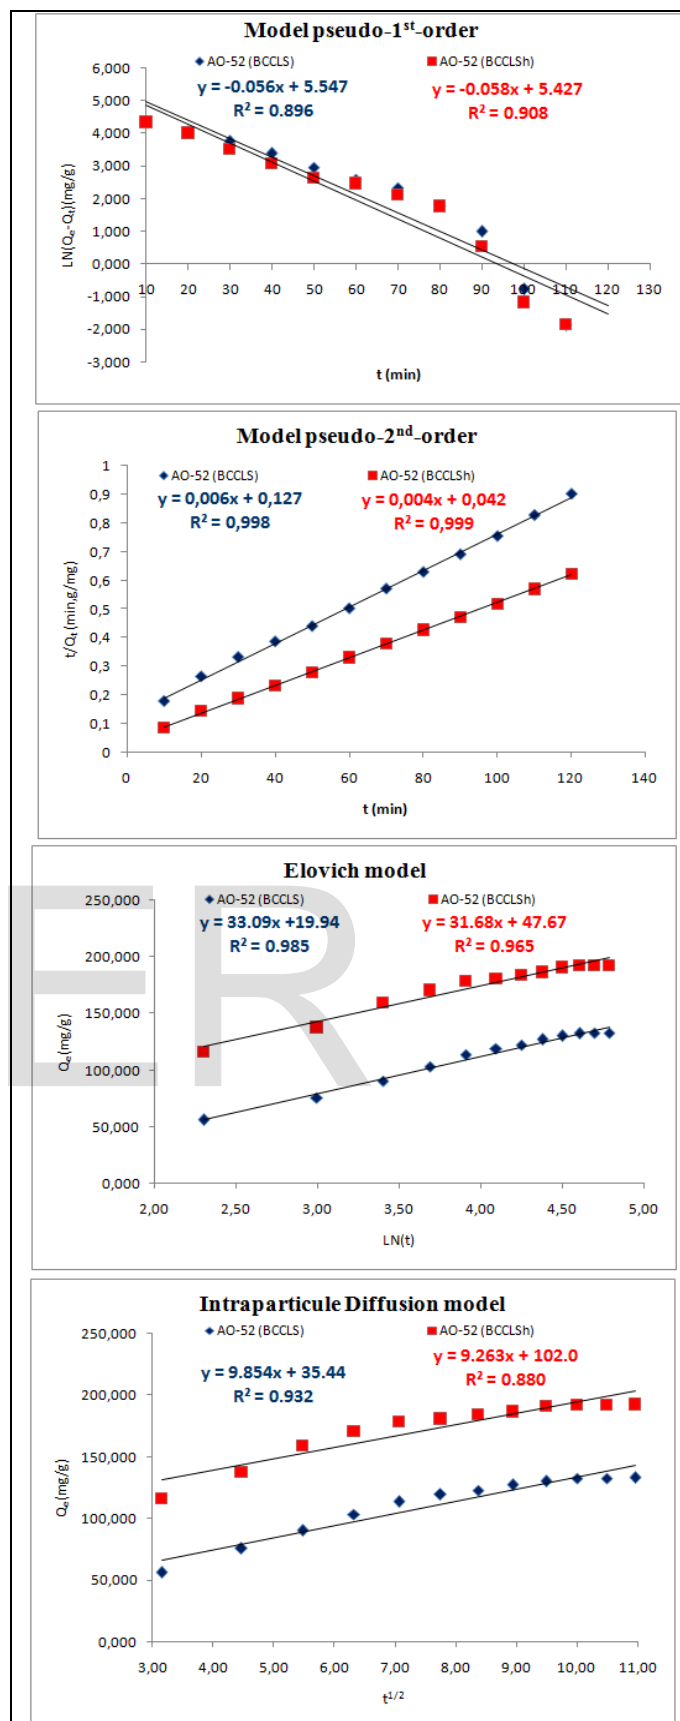 Model pseudo-1st-order
AO-52 (BCCLS) AO-52 (BCCLSh)
y = -0.056x + 5.547 y = -0.058x + 5.427
R² = 0.896 R² = 0.908
LN(Qe-Qt)(mg/g)
6,000
5,000
4,000
3,000
2,000
1,000
0,000
-1,000
-2,000
-3,000
10 20 30 40 50 60 70 80 90 100 110 120 130
t (min)
Model pseudo-2nd-order
AO-52 (BCCLS) AO-52 (BCCLSh)
y = 0,006x + 0,127 y = 0,004x + 0,042
R² = 0,998 R² = 0,999
t/Qt (min,g/mg)
1
0,9
0,8
0,7
0,6
0,5
0,4
0,3
0,2
0,1
0
0 20 40 60 80 100 120 140
t (min)
Elovich model
AO-52 (BCCLS) AO-52 (BCCLSh)
y = 33.09x +19.94 y = 31.68x + 47.67
R² = 0.985 R² = 0.965
Qe(mg/g)
250,000
200,000
150,000
100,000
50,000
0,000
2,00 2,50 3,00 3,50 4,00 4,50 5,00
LN(t)
ER
Intraparticule Diffusion model
AO-52 (BCCLS) AO-52 (BCCLSh)
y = 9.854x + 35.44 y = 9.263x + 102.0
R² = 0.932 R² = 0.880
Qe(mg/g)
250,000
200,000
150,000
100,000
50,000
0,000
3,00 4,00 5,00 6,00 7,00 8,00 9,00 10,00 11,00
t1/2